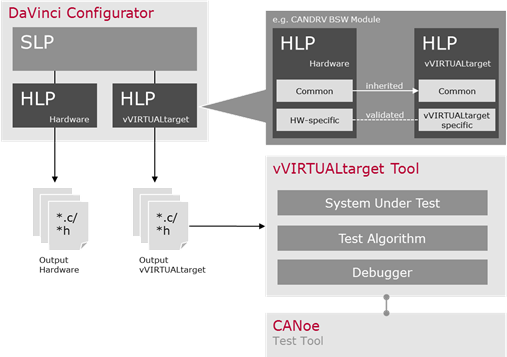 DaVinci Configurator
SLP
HLP
Hardware
HLP
vVIRTUALtarget
*.c/
*h
Output
Hardware
*.c/
*h
Output
vVIRTUALtarget
e.g. CANDRV BSW Module
HLP
Hardware
HLP
vVIRTUALtarget
Common
inherited
Common
HW-specific
validated
vVIRTUALtarget
specific
vVIRTUALtarget Tool
System Under Test
Test Algorithm
Debugger
CANoe
Test Tool